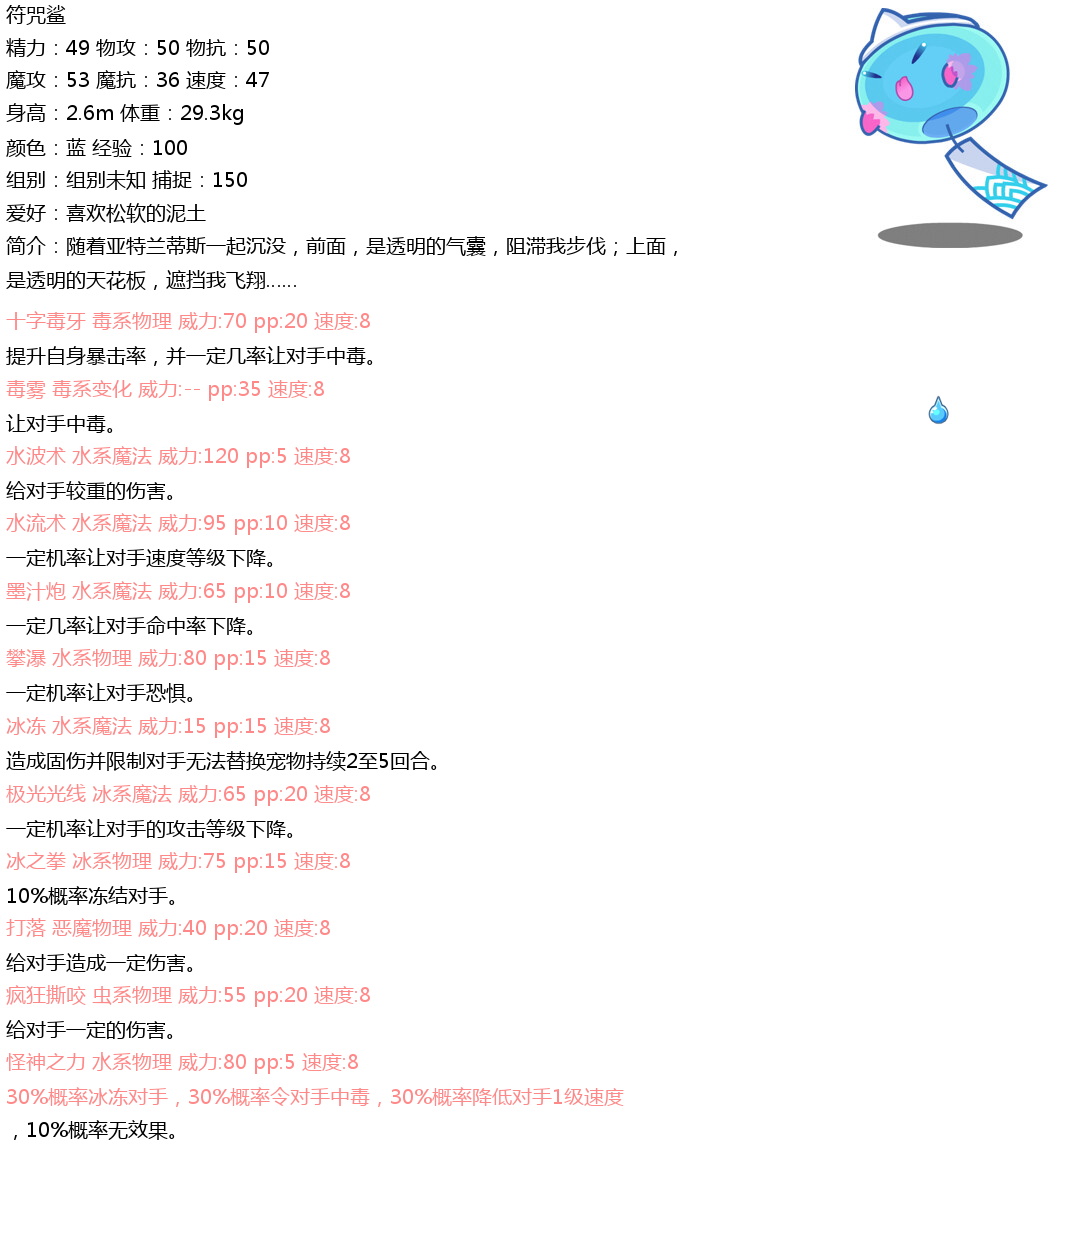 符咒鲨
精力：49 物攻：50 物抗：50
魔攻：53 魔抗：36 速度：47
身高：2.6m 体重：29.3kg
颜色：蓝 经验：100
组别：组别未知 捕捉：150
爱好：喜欢松软的泥土
简介：随着亚特兰蒂斯一起沉没，前面，是透明的气囊，阻滞我步伐；上面，
是透明的天花板，遮挡我飞翔......
十字毒牙 毒系物理 威力:70 pp:20 速度:8
提升自身暴击率，并一定几率让对手中毒。
毒雾 毒系变化 威力:-- pp:35 速度:8
让对手中毒。
水波术 水系魔法 威力:120 pp:5 速度:8
给对手较重的伤害。
水流术 水系魔法 威力:95 pp:10 速度:8
一定机率让对手速度等级下降。
墨汁炮 水系魔法 威力:65 pp:10 速度:8
一定几率让对手命中率下降。
攀瀑 水系物理 威力:80 pp:15 速度:8
一定机率让对手恐惧。
冰冻 水系魔法 威力:15 pp:15 速度:8
造成固伤并限制对手无法替换宠物持续2至5回合。
极光光线 冰系魔法 威力:65 pp:20 速度:8
一定机率让对手的攻击等级下降。
冰之拳 冰系物理 威力:75 pp:15 速度:8
10%概率冻结对手。
打落 恶魔物理 威力:40 pp:20 速度:8
给对手造成一定伤害。
疯狂撕咬 虫系物理 威力:55 pp:20 速度:8
给对手一定的伤害。
怪神之力 水系物理 威力:80 pp:5 速度:8
30%概率冰冻对手，30%概率令对手中毒，30%概率降低对手1级速度
，10%概率无效果。